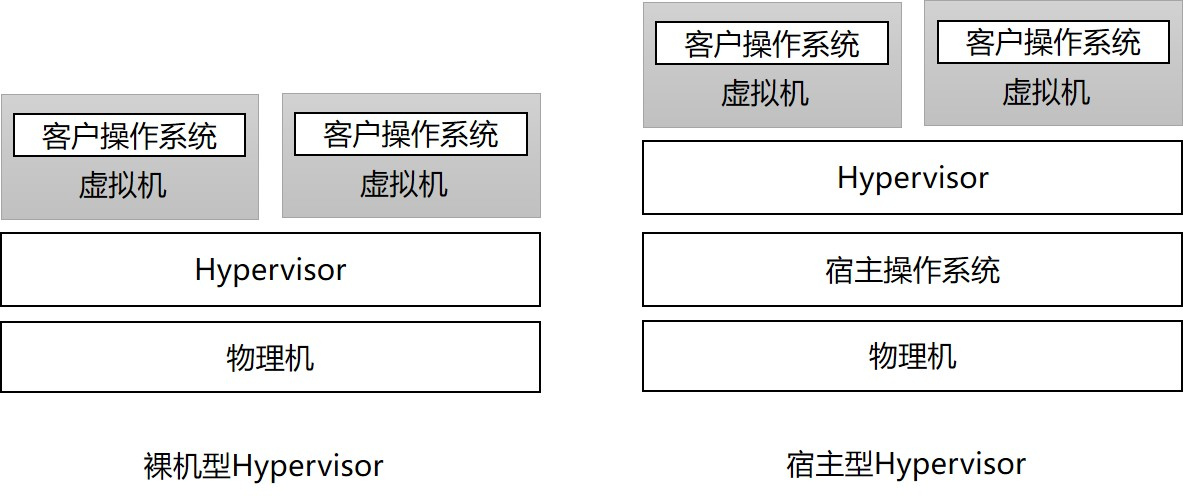 客户操作系统
虚拟机
客户操作系统
虚拟机
Hypervisor
物理机
裸机型Hypervisor
客户操作系统
虚拟机
客户操作系统
虚拟机
Hypervisor
宿主操作系统
物理机
宿主型Hypervisor